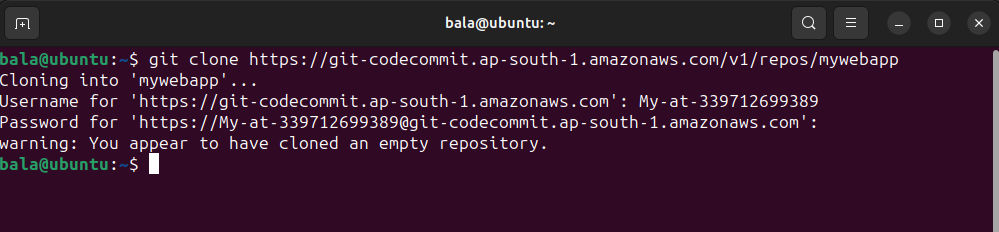 bala@ubuntu: ~
bala@ubuntu:~$ git clone https://git-codecommit.ap-south-1.amazonaws.com/v1/repos/mywebapp
Cloning into 'mywebapp'...
Username for 'https://git-codecommit.ap-south-1.amazonaws.com': My-at-339712699389
Password for 'https://My-at-339712699389@git-codecommit.ap-south-1.amazonaws.com':
warning: You appear to have cloned an empty repository.
bala@ubuntu:~$